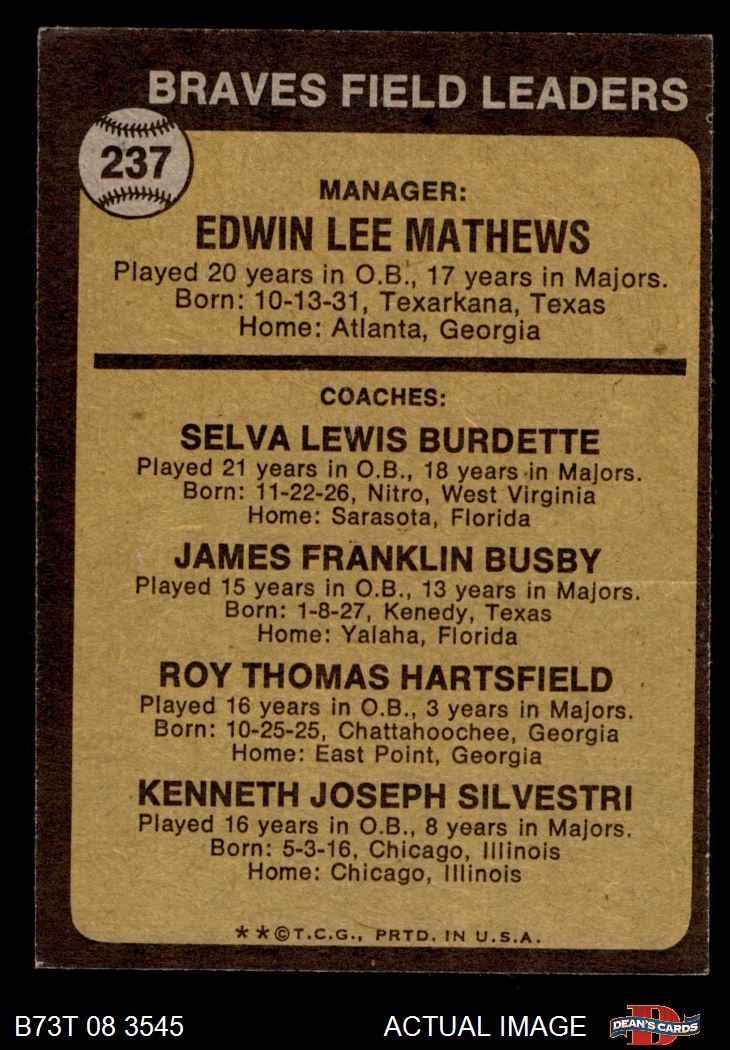 BRAVES FIELD LEADERS
237
MANAGER:
EDWIN LEE MATHEWS
Played 20 years in O.B., 17 years in Majors.
Born: 10-13-31, Texarkana, Texas
Home: Atlanta, Georgia
COACHES:
SELVA LEWIS BURDETTE
Played 21 years in O.B., 18 years in Majors.
Born: 11-22-26, Nitro, West Virginia
Home: Sarasota, Florida
JAMES FRANKLIN BUSBY
Played 15 years in O.B., 13 years in Majors.
Born: 1-8-27, Kenedy, Texas
Home: Yalaha, Florida
ROY THOMAS HARTSFIELD
Played 16 years in O.B., 3 years in Majors.
Born: 10-25-25, Chattahoochee, Georgia
Home: East Point, Georgia
KENNETH JOSEPH SILVESTRI
Played 16 years in O.B., 8 years in Majors.
Born: 5-3-16, Chicago, Illinois
Home: Chicago, Illinois
**©T.C.G., PRTD. IN U.S.A.
B73T 08 3545 ACTUAL IMAGE DEAN'S CARDS